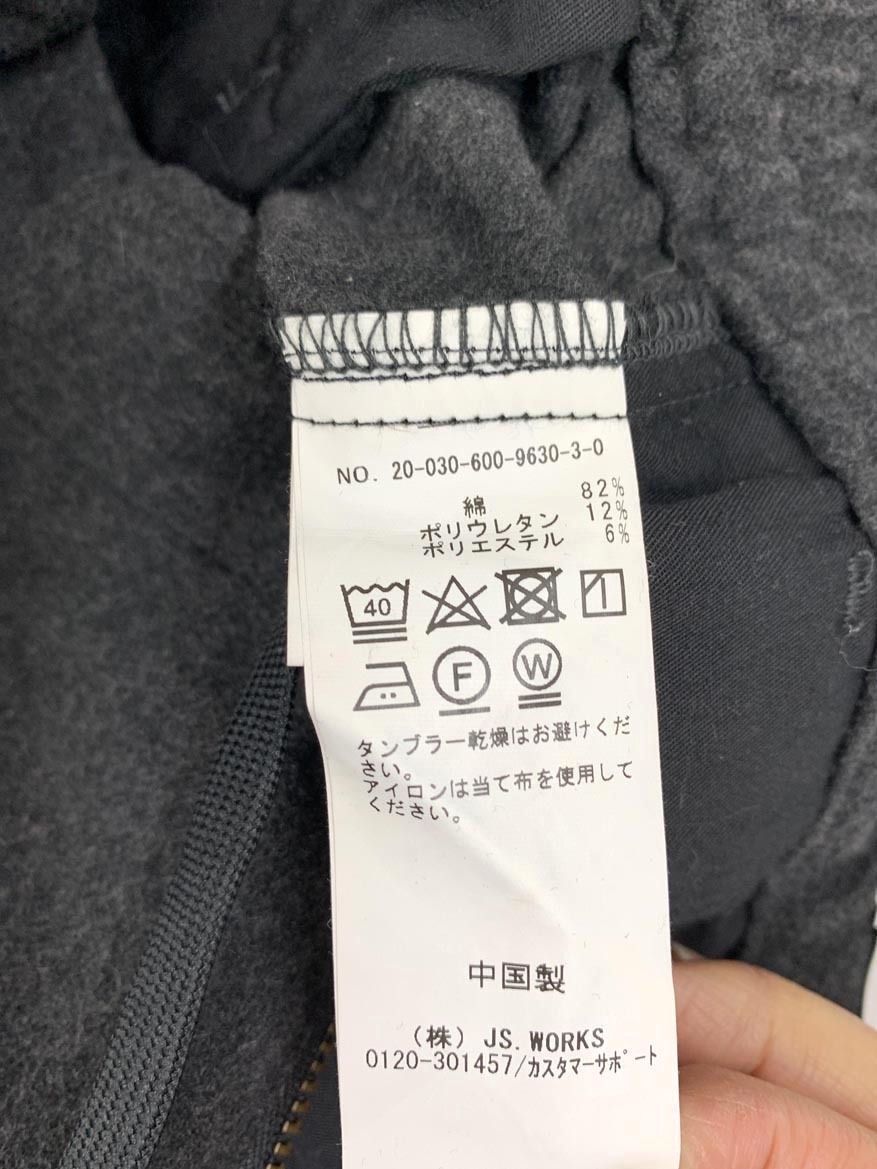 NO. 20-030-600-9630-3-0
綿 82%
ポリウレタン 12%
ポリエステル 6%
40
F W
タンブラー乾燥はお避けくだ
さい。
アイロンは当て布を使用して
ください。
中国製
(株) JS.WORKS
0120-301457/カスタマーサポート